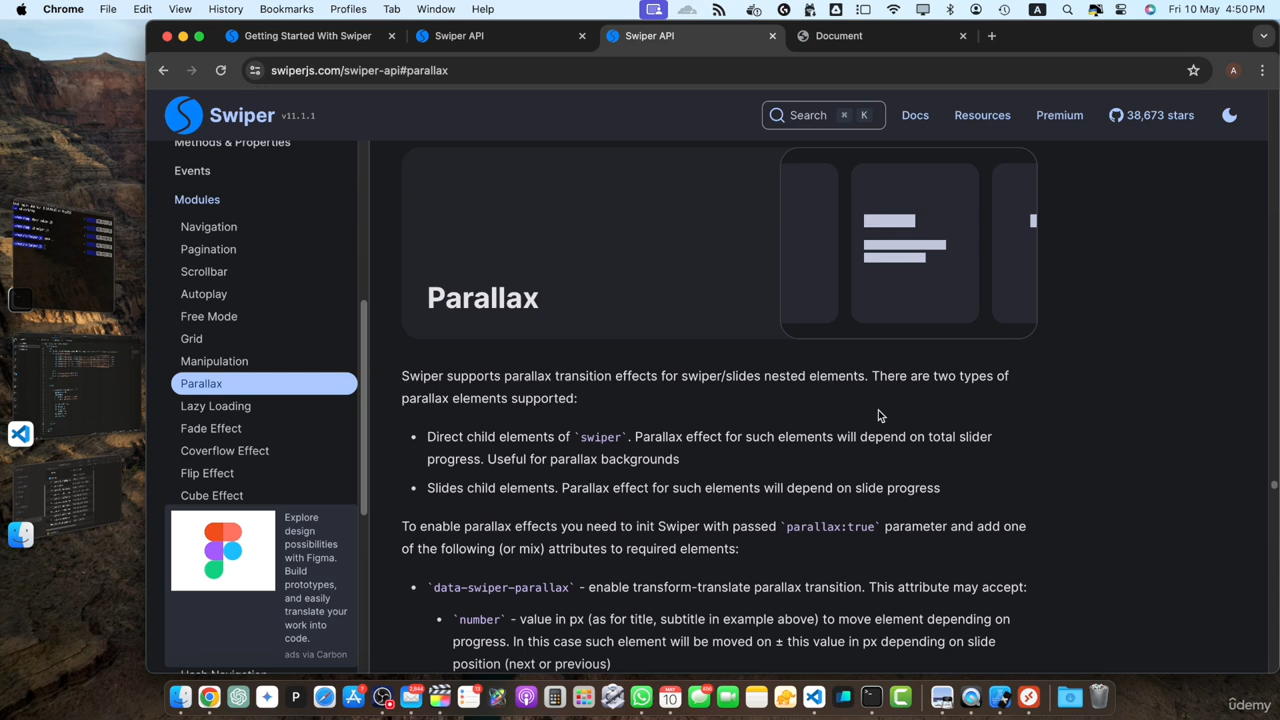 Chrome File Edit View History Bookmarks Profiles Tab Window Help
A
Fri 10 May 4:50 PM
Getting Started With Swiper
Swiper API
Swiper API
Document
swiperjs.com/swiper-api#parallax
A
Swiper v11.1.1
Search ⌘ K
Docs
Resources
Premium
38,673 stars
Methods & Properties
Events
Modules
Navigation
Pagination
Scrollbar
Autoplay
Free Mode
Grid
Manipulation
Parallax
Lazy Loading
Fade Effect
Coverflow Effect
Flip Effect
Cube Effect
Explore
design
possibilities
with Figma.
Build
prototypes,
and easily
translate your
work into
code.
ads via Carbon
Hash Navigation
Parallax
Swiper supports parallax transition effects for swiper/slides nested elements. There are two types of
parallax elements supported:
• Direct child elements of `swiper`. Parallax effect for such elements will depend on total slider
progress. Useful for parallax backgrounds
• Slides child elements. Parallax effect for such elements will depend on slide progress
To enable parallax effects you need to init Swiper with passed `parallax:true` parameter and add one
of the following (or mix) attributes to required elements:
• `data-swiper-parallax` - enable transform-translate parallax transition. This attribute may accept:
• `number` - value in px (as for title, subtitle in example above) to move element depending on
progress. In this case such element will be moved on ± this value in px depending on slide
position (next or previous)
ûdemy